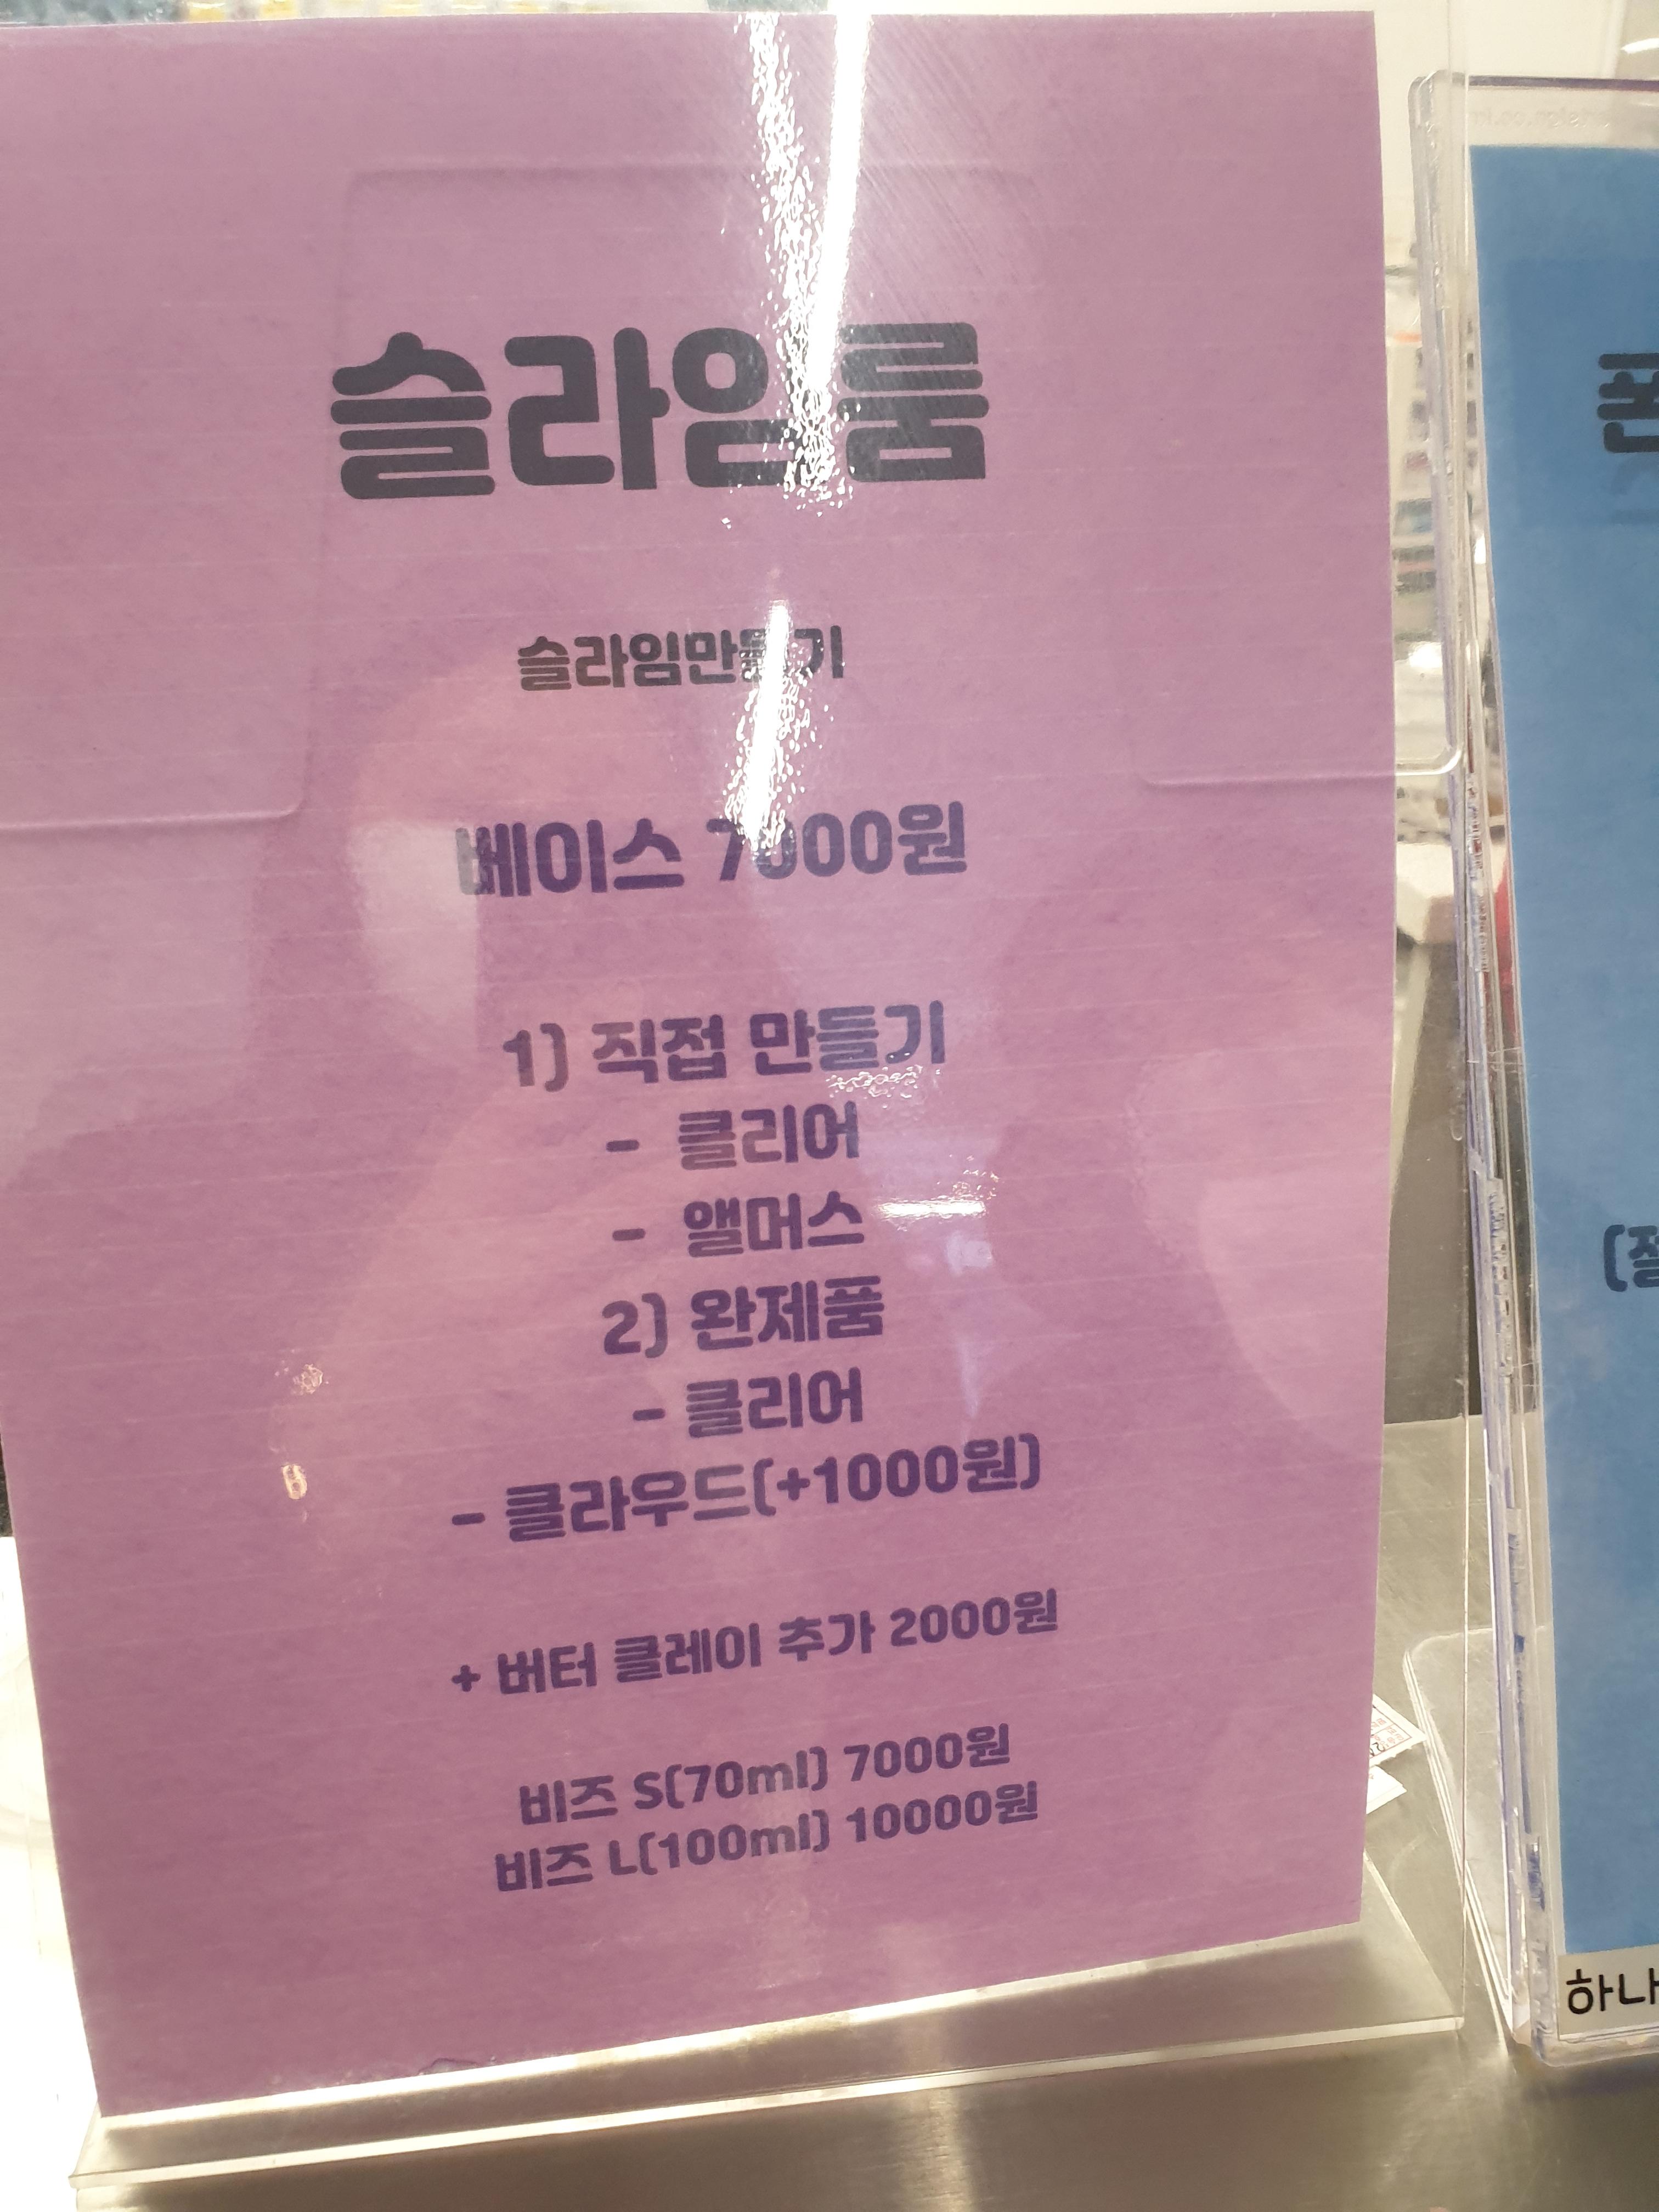 슬라임룸
슬라임만들기
베이스 7000원
1) 직접 만들기
- 클리어
- 앨머스
2) 완제품
- 클리어
- 클라우드(+1000원)
+ 버터 클레이 추가 2000원
비즈 S(70ml) 7000원
비즈 L(100ml) 10000원
하나